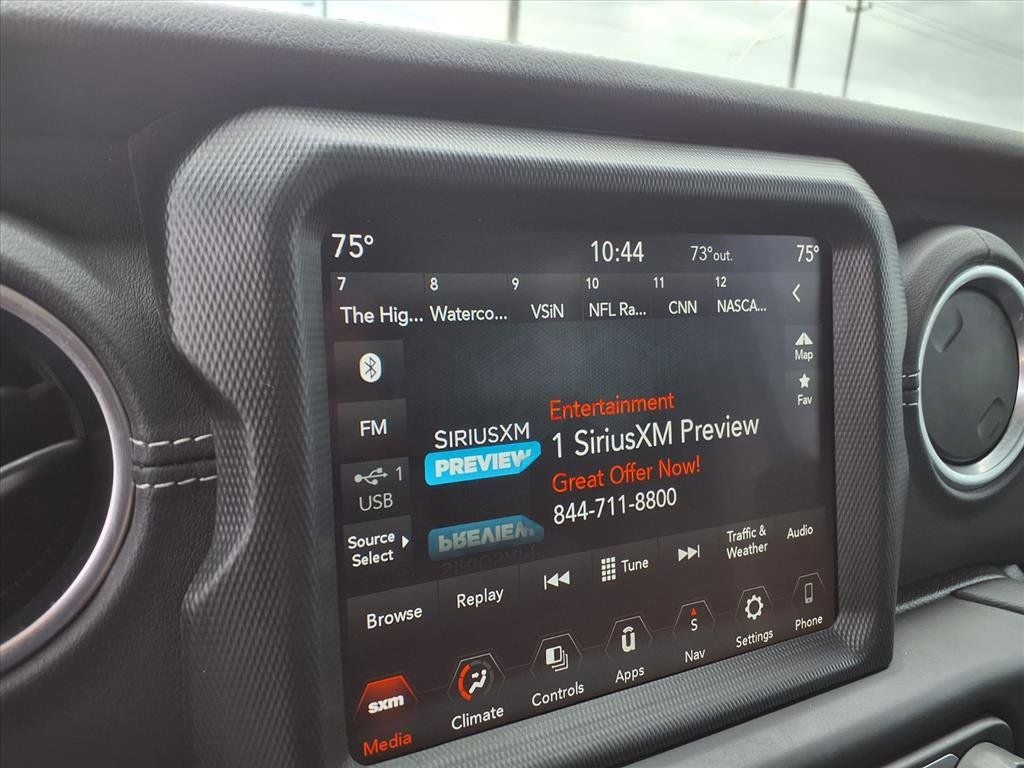 75° 10:44 73°out. 75°
7 8 9 10 11 12
The Hig... Waterco... VSiN NFL Ra... CNN NASCA...
Map
Fav
FM
1
USB
Source
Select
SIRIUSXM
PREVIEW
Entertainment
1 SiriusXM Preview
Great Offer Now!
844-711-8800
PREVIEW
SIRIUSXM
Browse Replay Tune
Traffic &
Weather
Audio
sxm
Media
Climate
Controls
u
Apps
S
Nav
Settings
Phone